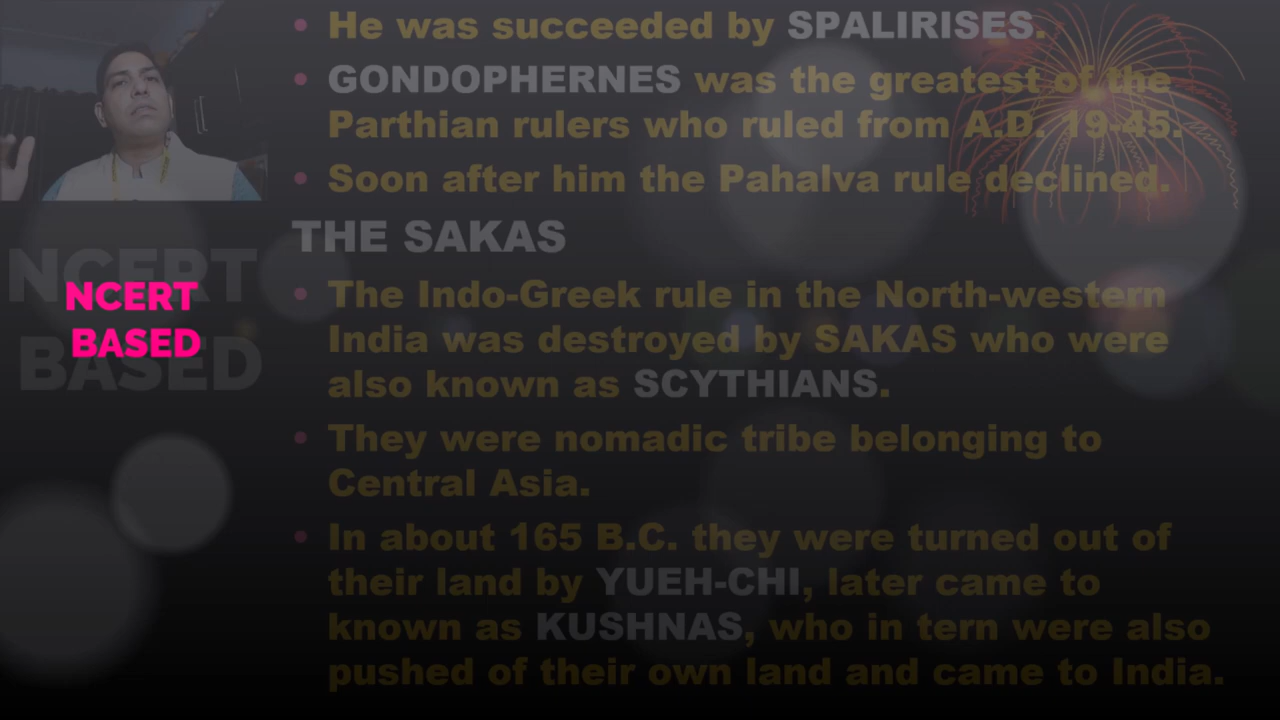 He was succeeded by SPALIRISES.
GONDOPHERNES was the greatest of the
Parthian rulers who ruled from A.D. 19-45.
Soon after him the Pahalva rule declined.
THE SAKAS
NCERT
BASED
NCERT
BASED
The Indo-Greek rule in the North-western
India was destroyed by SAKAS who were
also known as SCYTHIANS.
They were nomadic tribe belonging to
Central Asia.
In about 165 B.C. they were turned out of
their land by YUEH-CHI, later came to
known as KUSHNAS, who in tern were also
pushed of their own land and came to India.